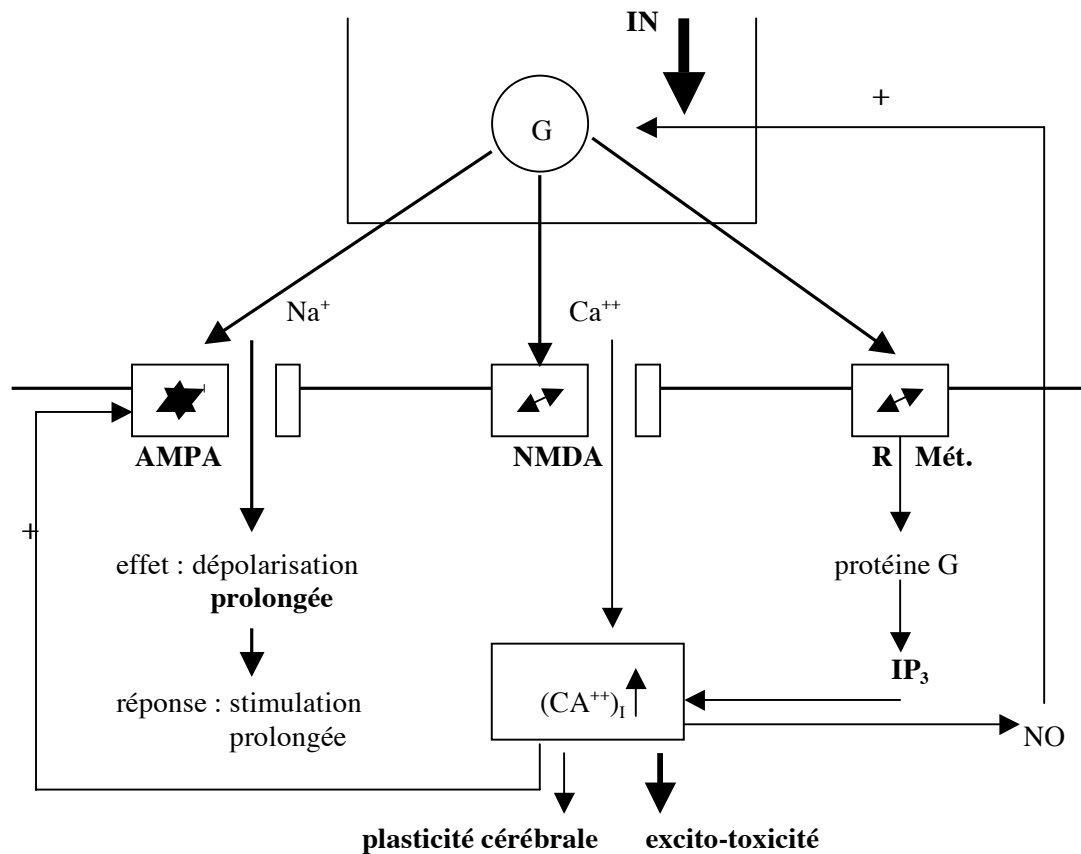 IN
+
G
Na⁺
Ca⁺⁺
AMPA
NMDA
R Mét.
+
effet : dépolarisation
prolongée
protéine G
réponse : stimulation
prolongée
(CA⁺⁺)I
IP₃
NO
plasticité cérébrale
excito-toxicité